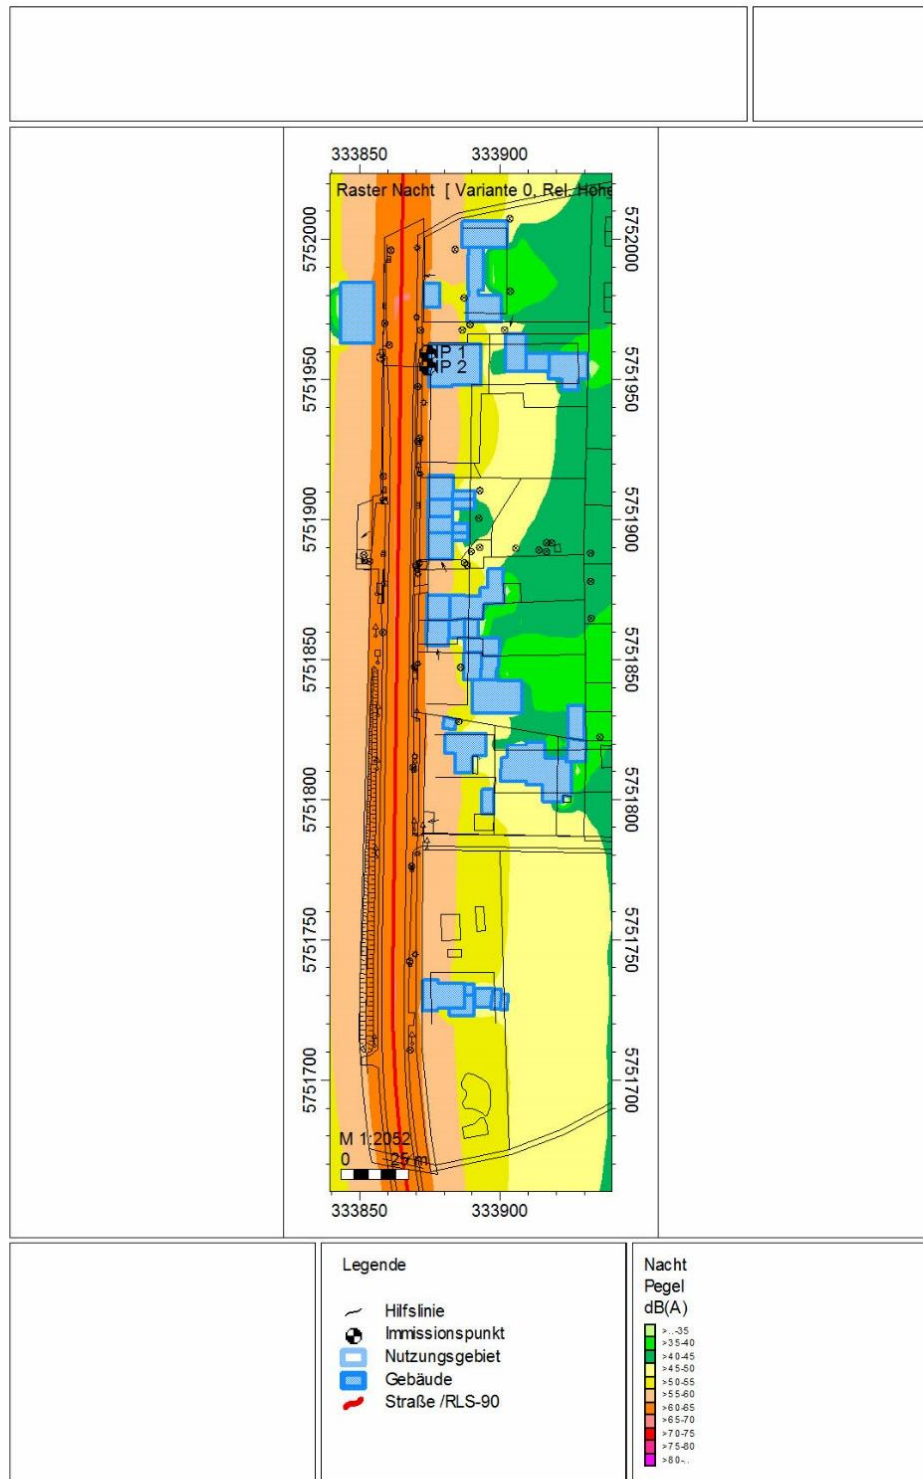 333850 333900
Raster Nacht [ Variante 0, Rel. Höhe
5752000 5752000
5751950 5751950
IP 1
IP 2
5751900 5751900
5751850 5751850
5751800 5751800
5751750 5751750
5751700 5751700
M 1:2052
0 25 m
333850 333900
Legende
Hilfslinie
Immissionspunkt
Nutzungsgebiet
Gebäude
Straße /RLS-90
Nacht
Pegel
dB(A)
>..-35
>35-40
>40-45
>45-50
>50-55
>55-60
>60-65
>65-70
>70-75
>75-80
>80-..